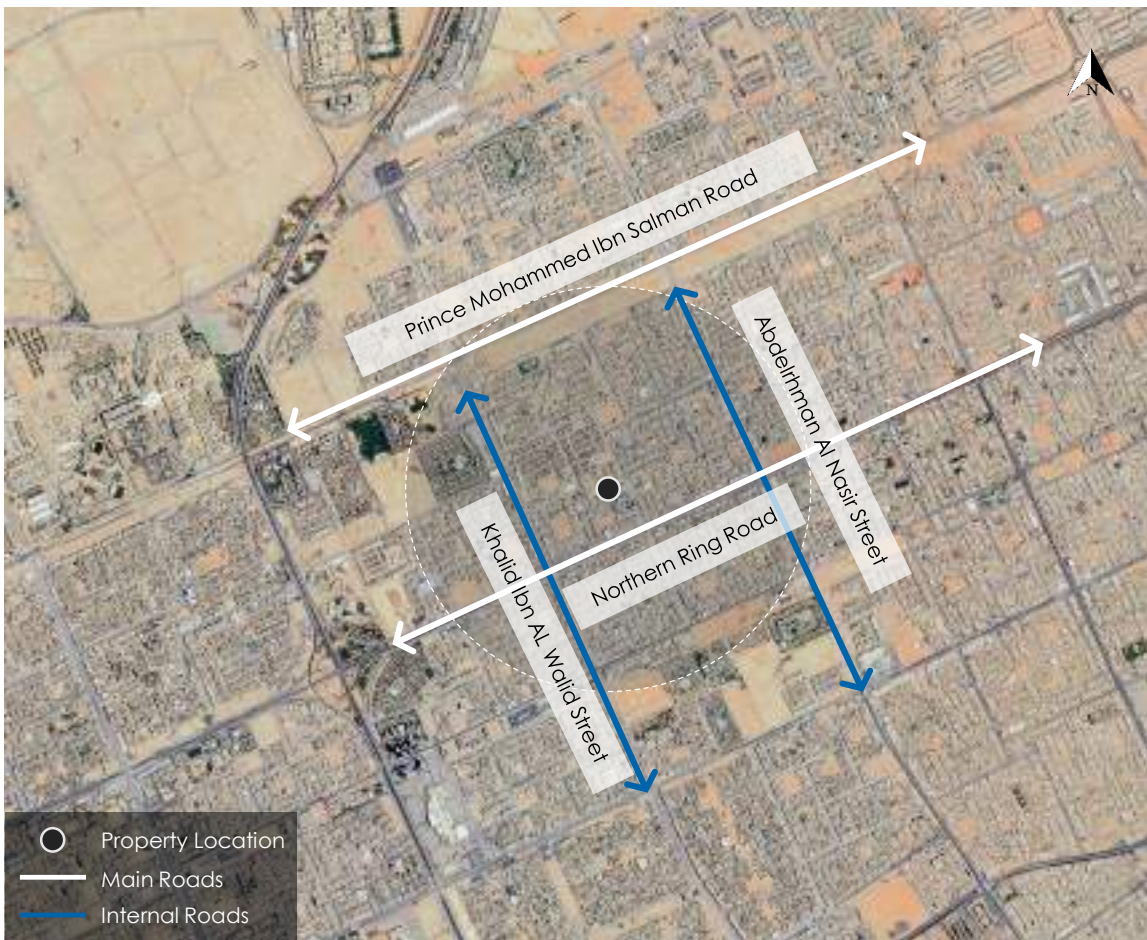 N
Prince Mohammed Ibn Salman Road
Abdelrhman Al Nasir Street
Northern Ring Road
Khalid Ibn AL Walid Street
Property Location
Main Roads
Internal Roads